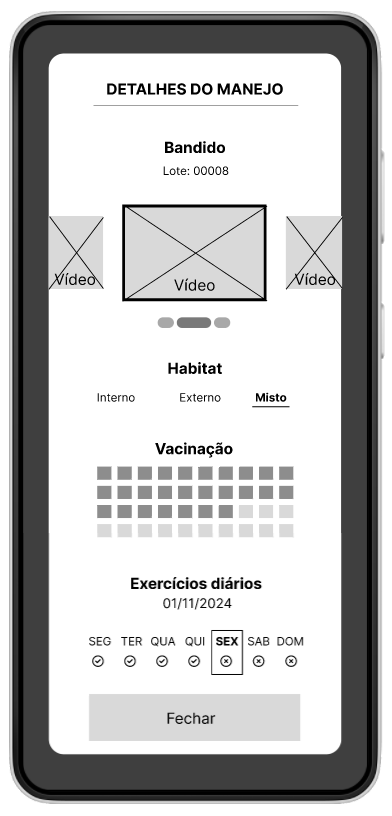 DETALHES DO MANEJO
Bandido
Lote: 00008
Vídeo Vídeo Vídeo
Habitat
Interno Externo Misto
Vacinação
Exercícios diários
01/11/2024
SEG TER QUA QUI SEX SAB DOM
Fechar